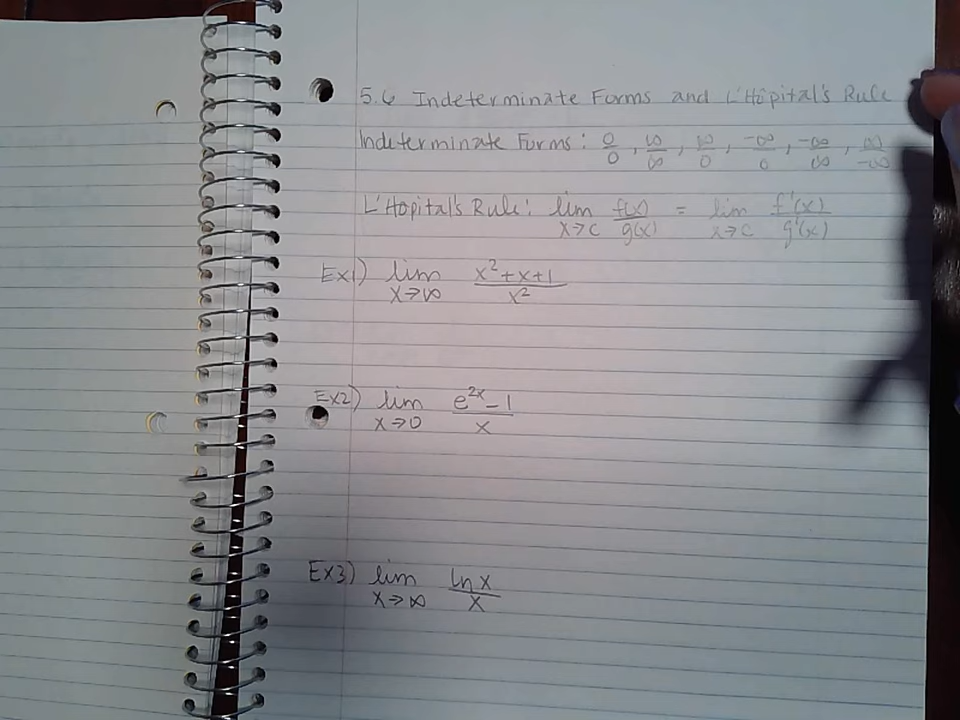 5.6 Indeterminate Forms and L'Hôpital's Rule
Indeterminate Forms: 0/0, ∞/∞, ∞/0, -∞/0, -∞/∞, ∞/-∞
L'Hôpital's Rule: lim x→c f(x)/g(x) = lim x→c f'(x)/g'(x)
Ex1) lim x→∞ (x²+x+1)/x²
Ex2) lim x→0 (e^(2x)-1)/x
Ex3) lim x→∞ ln x/x